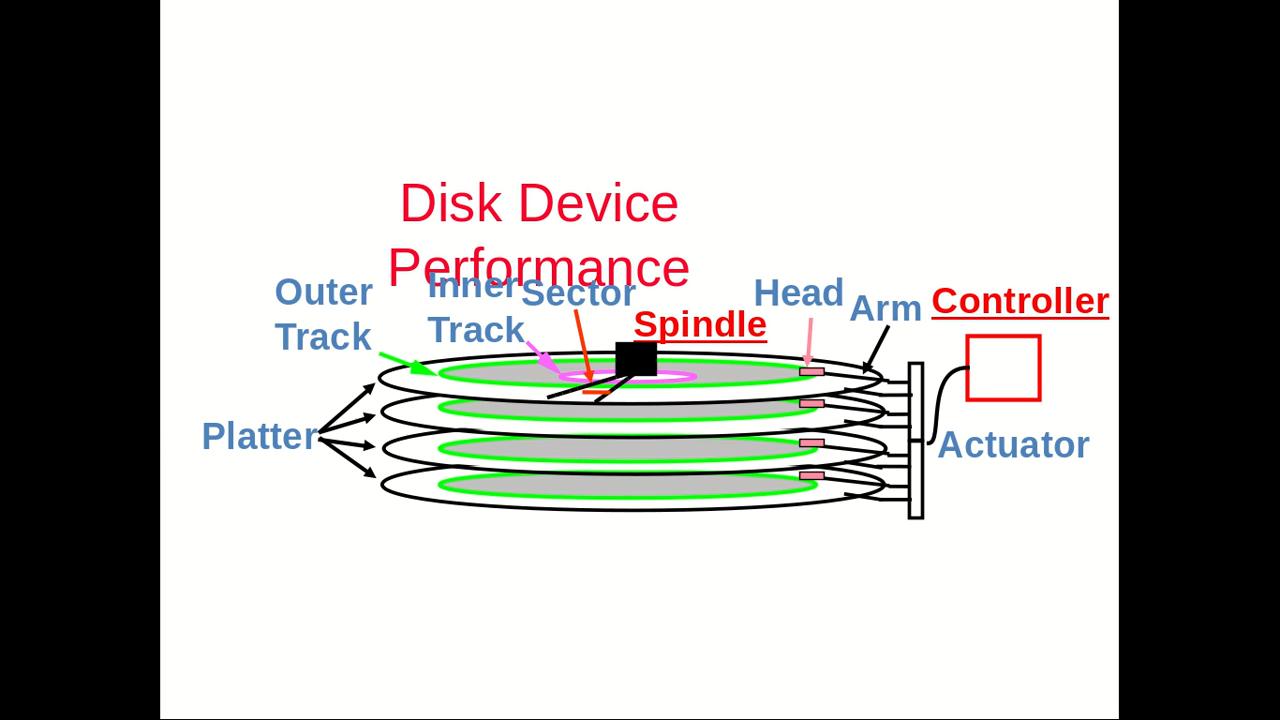 Disk Device
Performance
Outer
Track
Inner
Track
Sector
Spindle
Head
Arm
Controller
Platter
Actuator